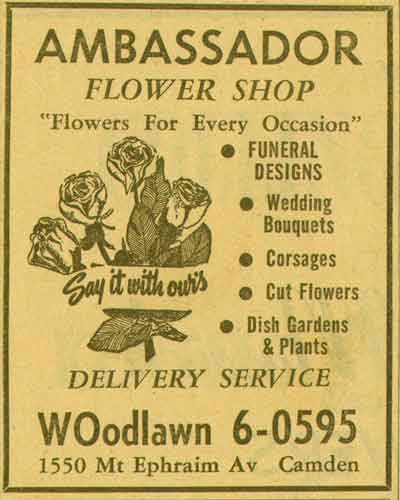 AMBASSADOR
FLOWER SHOP
"Flowers For Every Occasion"
● FUNERAL
DESIGNS
● Wedding
Bouquets
● Corsages
● Cut Flowers
● Dish Gardens
& Plants
Say it with our's
DELIVERY SERVICE
WOodlawn 6-0595
1550 Mt Ephraim Av Camden